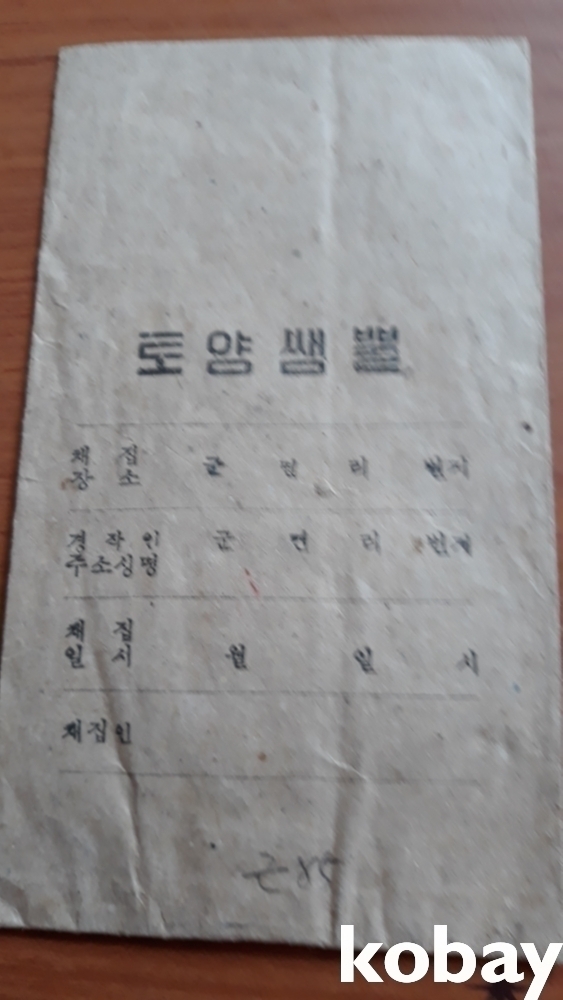 토양쌤플
채집
장소 군 면 리 번지
경작인 군 면 리 번지
주소성명
채집
일시 월 일 시
채집인
kobay